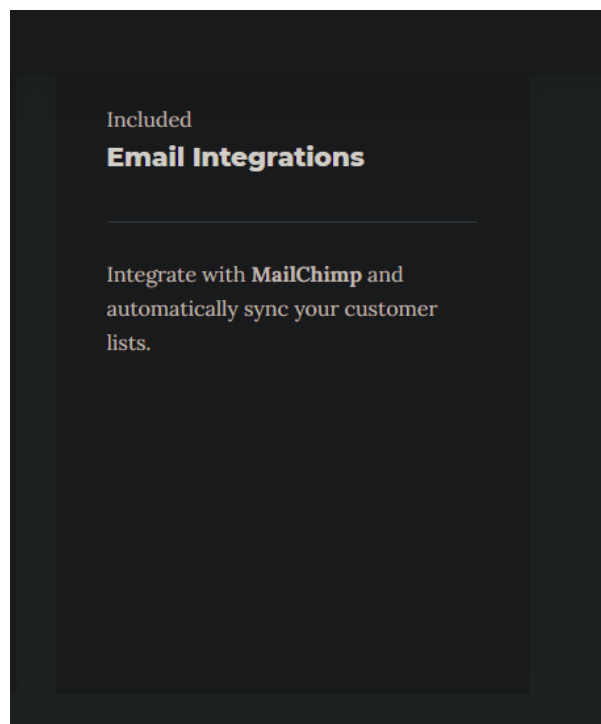 Included
Email Integrations
Integrate with MailChimp and
automatically sync your customer
lists.